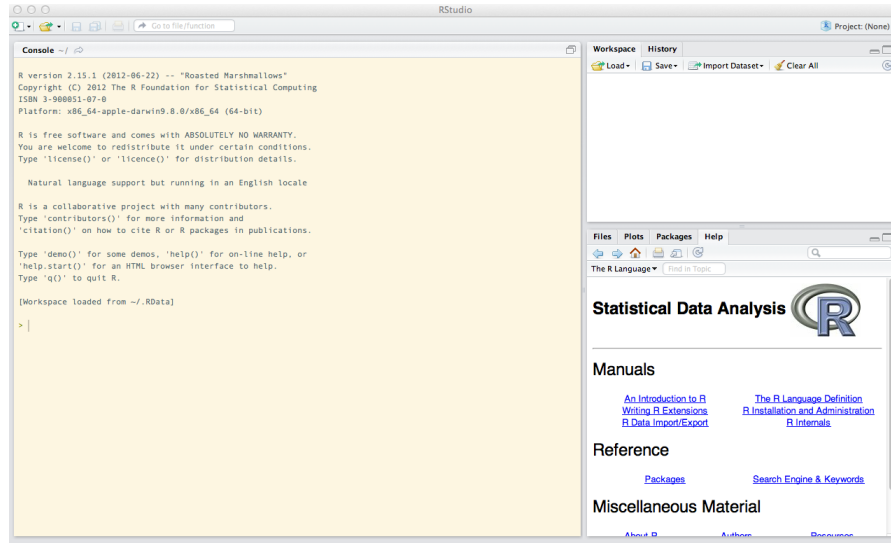 RStudio
Go to file/function
Project: (None)
Console ~/
R version 2.15.1 (2012-06-22) -- "Roasted Marshmallows"
Copyright (C) 2012 The R Foundation for Statistical Computing
ISBN 3-900051-07-0
Platform: x86_64-apple-darwin9.8.0/x86_64 (64-bit)
R is free software and comes with ABSOLUTELY NO WARRANTY.
You are welcome to redistribute it under certain conditions.
Type 'license()' or 'licence()' for distribution details.
Natural language support but running in an English locale
R is a collaborative project with many contributors.
Type 'contributors()' for more information and
'citation()' on how to cite R or R packages in publications.
Type 'demo()' for some demos, 'help()' for on-line help, or
'help.start()' for an HTML browser interface to help.
Type 'q()' to quit R.
[Workspace loaded from ~/.RData]
>
Workspace History
Load Save Import Dataset Clear All
Files Plots Packages Help
The R Language Find in Topic
Statistical Data Analysis R
Manuals
An Introduction to R The R Language Definition
Writing R Extensions R Installation and Administration
R Data Import/Export R Internals
Reference
Packages Search Engine & Keywords
Miscellaneous Material
About R Authors Resources